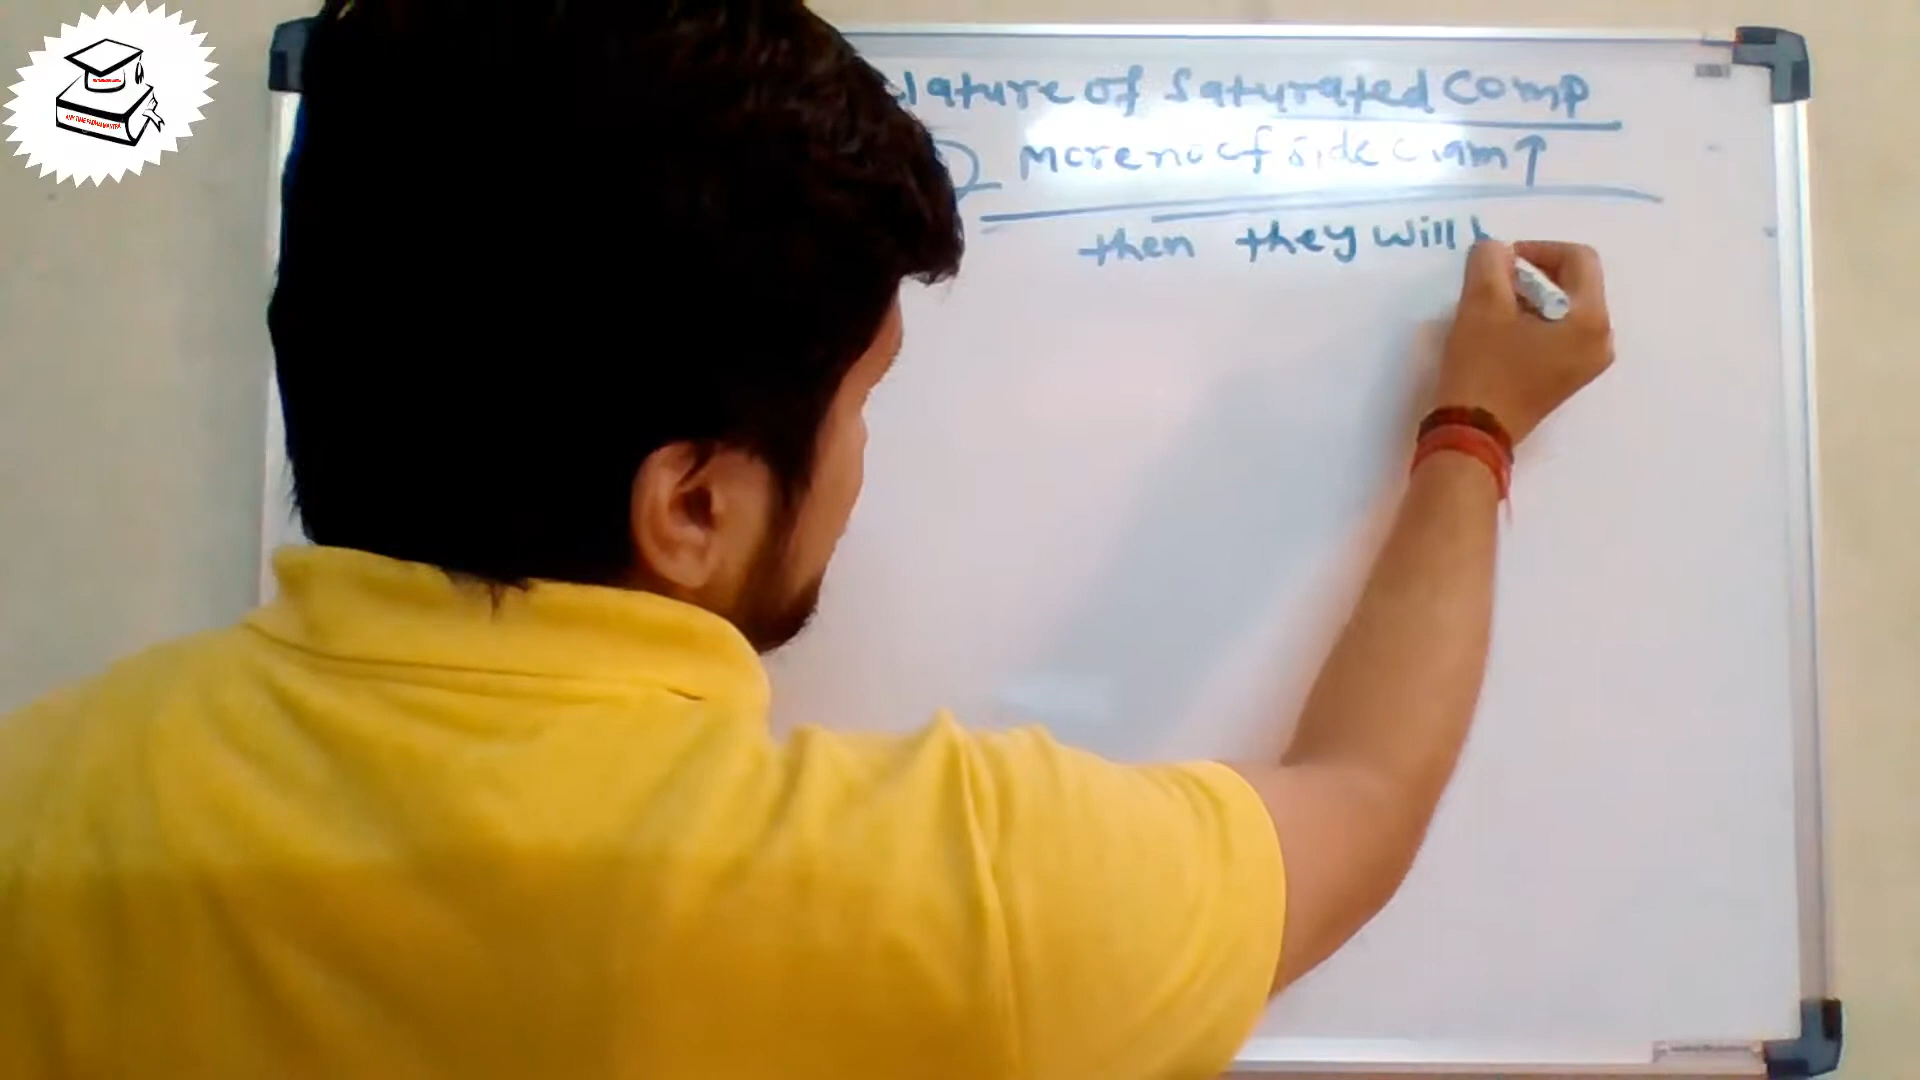 lature of Saturated Comp
More no of side chain ↑
then they will